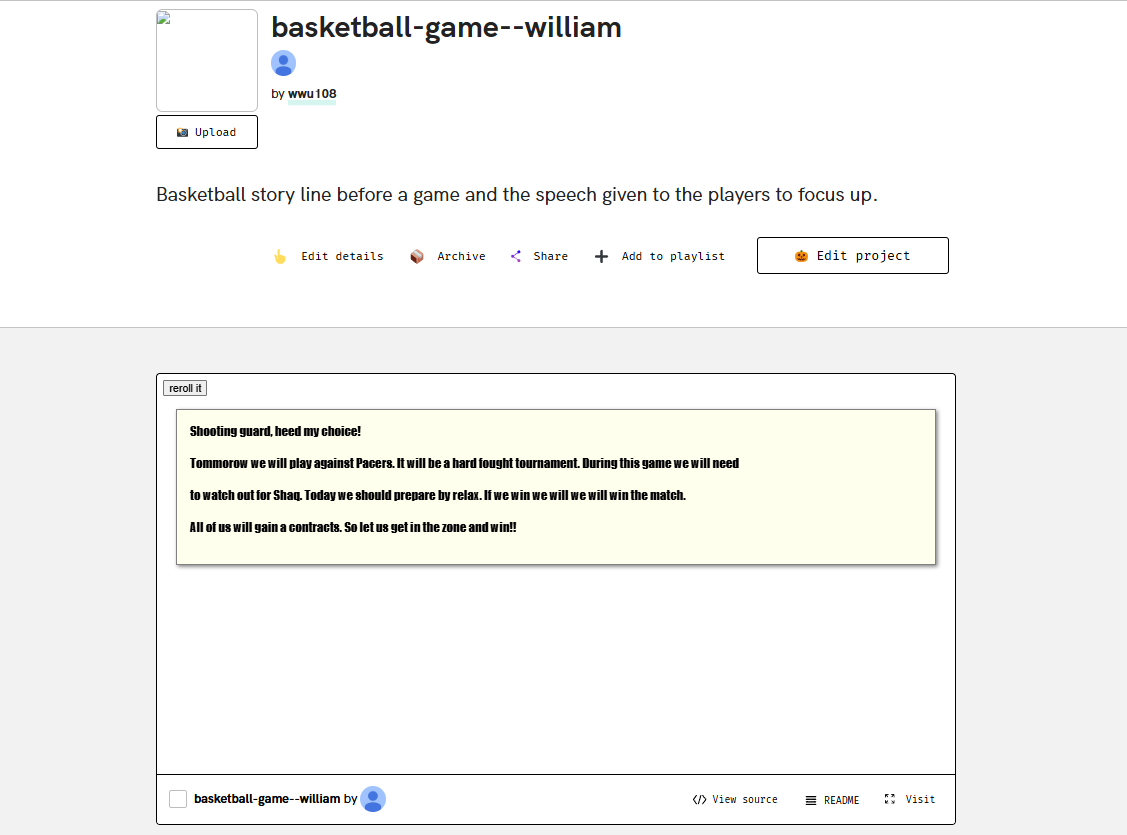 basketball-game--william
by wwu108
Upload
Basketball story line before a game and the speech given to the players to focus up.
Edit details Archive Share Add to playlist Edit project
reroll it
Shooting guard, heed my choice!
Tommorow we will play against Pacers. It will be a hard fought tournament. During this game we will need
to watch out for Shaq. Today we should prepare by relax. If we win we will we will win the match.
All of us will gain a contracts. So let us get in the zone and win!!
basketball-game--william by
View source README Visit